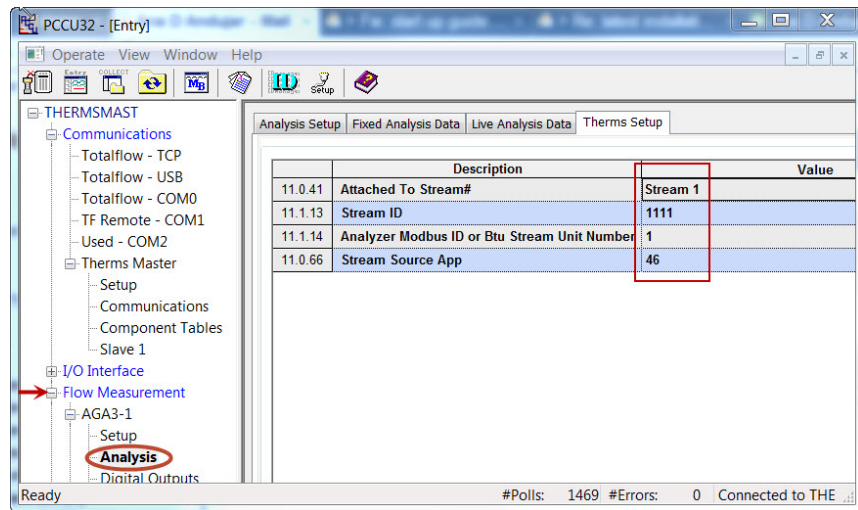 PCCU32 - [Entry]
Operate View Window Help
Entry
COLLECT
MB
Setup
THERMSMAST
Communications
Totalflow - TCP
Totalflow - USB
Totalflow - COM0
TF Remote - COM1
Used - COM2
Therms Master
Setup
Communications
Component Tables
Slave 1
I/O Interface
Flow Measurement
AGA3-1
Setup
Analysis
Digital Outputs
Analysis Setup Fixed Analysis Data Live Analysis Data Therms Setup
Description Value
11.0.41 Attached To Stream# Stream 1
11.1.13 Stream ID 1111
11.1.14 Analyzer Modbus ID or Btu Stream Unit Number 1
11.0.66 Stream Source App 46
Ready #Polls: 1469 #Errors: 0 Connected to THE